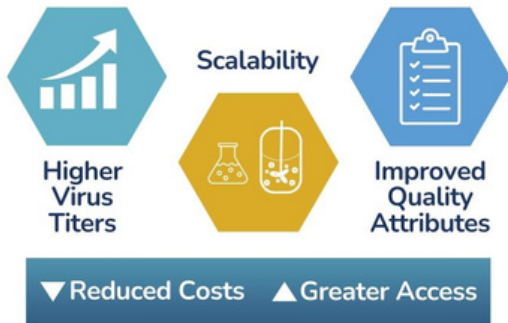 Scalability
Higher
Virus
Titers
Improved
Quality
Attributes
▼Reduced Costs ▲Greater Access